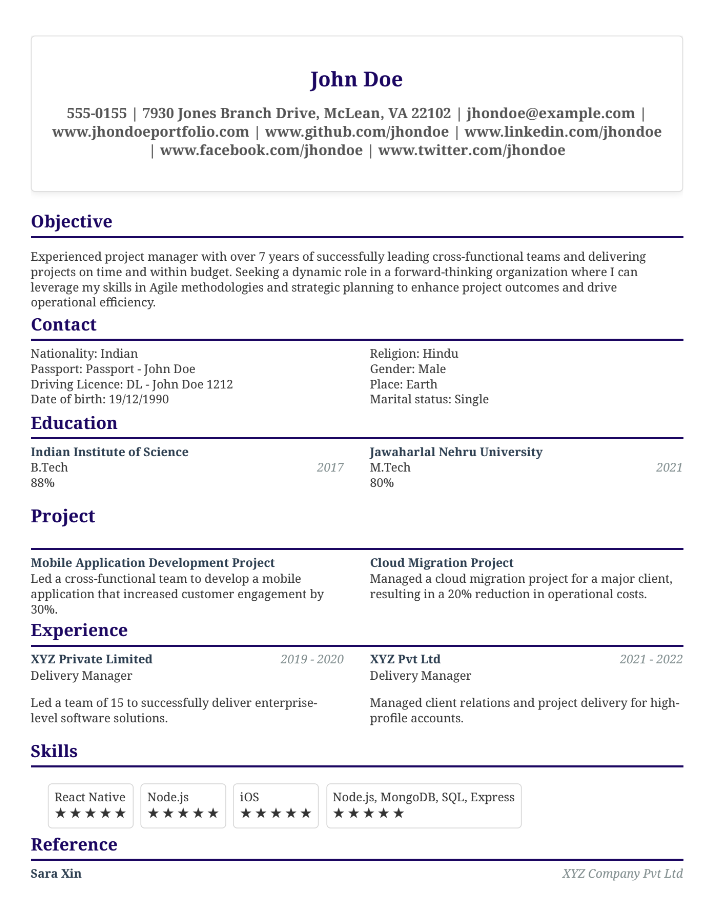 John Doe
555-0155 | 7930 Jones Branch Drive, McLean, VA 22102 | jhondoe@example.com |
www.jhondoeportfolio.com | www.github.com/jhondoe | www.linkedin.com/jhondoe
| www.facebook.com/jhondoe | www.twitter.com/jhondoe
Objective
Experienced project manager with over 7 years of successfully leading cross-functional teams and delivering
projects on time and within budget. Seeking a dynamic role in a forward-thinking organization where I can
leverage my skills in Agile methodologies and strategic planning to enhance project outcomes and drive
operational efficiency.
Contact
Nationality: Indian
Passport: Passport - John Doe
Driving Licence: DL - John Doe 1212
Date of birth: 19/12/1990
Religion: Hindu
Gender: Male
Place: Earth
Marital status: Single
Education
Indian Institute of Science
B.Tech 2017
88%
Jawaharlal Nehru University
M.Tech 2021
80%
Project
Mobile Application Development Project
Led a cross-functional team to develop a mobile
application that increased customer engagement by
30%.
Cloud Migration Project
Managed a cloud migration project for a major client,
resulting in a 20% reduction in operational costs.
Experience
XYZ Private Limited 2019 - 2020
Delivery Manager
Led a team of 15 to successfully deliver enterprise-
level software solutions.
XYZ Pvt Ltd 2021 - 2022
Delivery Manager
Managed client relations and project delivery for high-
profile accounts.
Skills
React Native
★★★★★
Node.js
★★★★★
iOS
★★★★★
Node.js, MongoDB, SQL, Express
★★★★★
Reference
Sara Xin XYZ Company Pvt Ltd